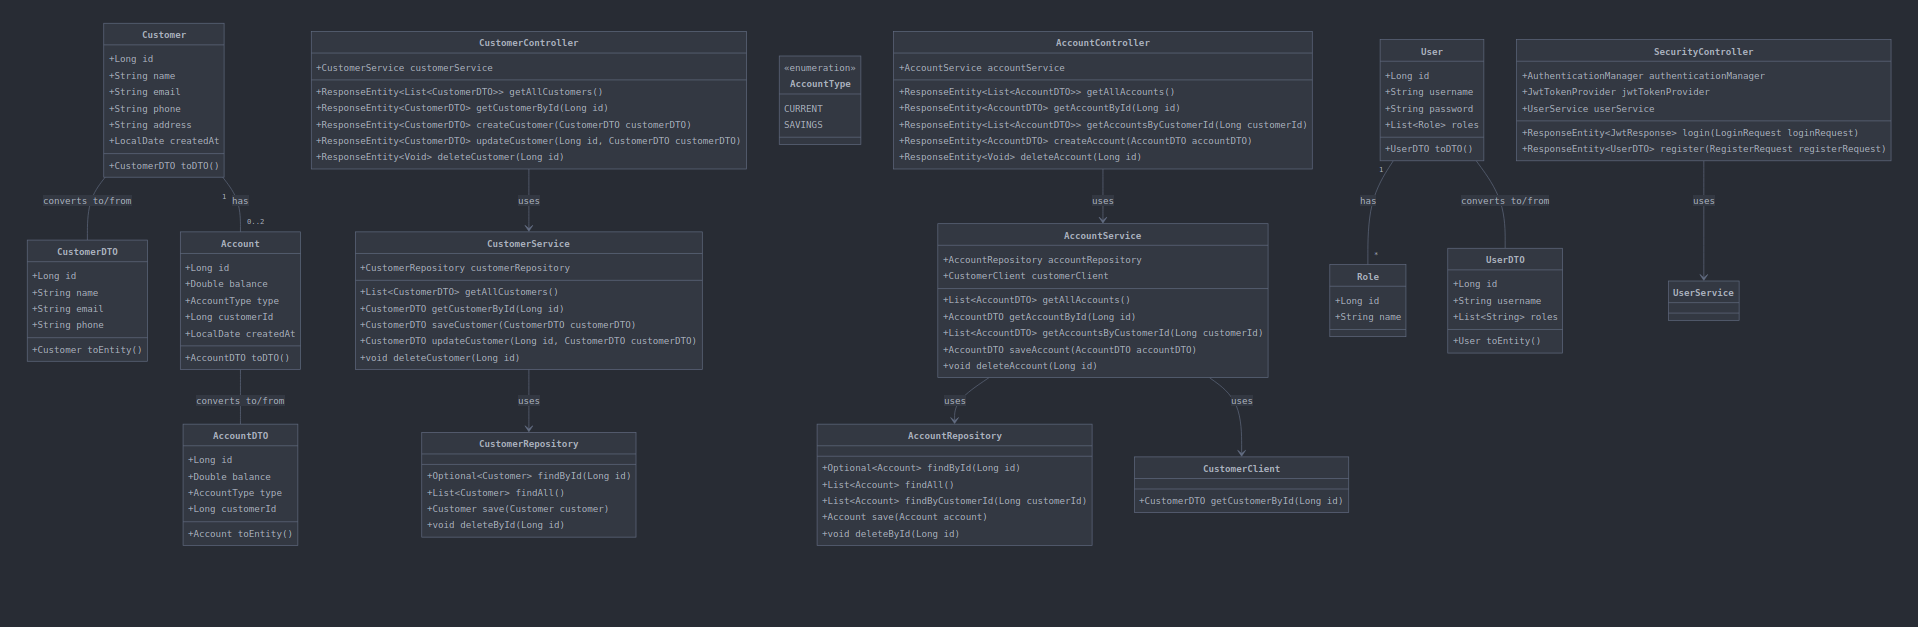 Customer
+Long id
+String name
+String email
+String phone
+String address
+LocalDate createdAt
+CustomerDTO toDTO()
converts to/from
1
has
0..2
CustomerDTO
+Long id
+String name
+String email
+String phone
+Customer toEntity()
Account
+Long id
+Double balance
+AccountType type
+Long customerId
+LocalDate createdAt
+AccountDTO toDTO()
converts to/from
AccountDTO
+Long id
+Double balance
+AccountType type
+Long customerId
+Account toEntity()
CustomerController
+CustomerService customerService
+ResponseEntity<List<CustomerDTO>> getAllCustomers()
+ResponseEntity<CustomerDTO> getCustomerById(Long id)
+ResponseEntity<CustomerDTO> createCustomer(CustomerDTO customerDTO)
+ResponseEntity<CustomerDTO> updateCustomer(Long id, CustomerDTO customerDTO)
+ResponseEntity<Void> deleteCustomer(Long id)
uses
CustomerService
+CustomerRepository customerRepository
+List<CustomerDTO> getAllCustomers()
+CustomerDTO getCustomerById(Long id)
+CustomerDTO saveCustomer(CustomerDTO customerDTO)
+CustomerDTO updateCustomer(Long id, CustomerDTO customerDTO)
+void deleteCustomer(Long id)
uses
CustomerRepository
+Optional<Customer> findById(Long id)
+List<Customer> findAll()
+Customer save(Customer customer)
+void deleteById(Long id)
«enumeration»
AccountType
CURRENT
SAVINGS
AccountController
+AccountService accountService
+ResponseEntity<List<AccountDTO>> getAllAccounts()
+ResponseEntity<AccountDTO> getAccountById(Long id)
+ResponseEntity<List<AccountDTO>> getAccountsByCustomerId(Long customerId)
+ResponseEntity<AccountDTO> createAccount(AccountDTO accountDTO)
+ResponseEntity<Void> deleteAccount(Long id)
uses
AccountService
+AccountRepository accountRepository
+CustomerClient customerClient
+List<AccountDTO> getAllAccounts()
+AccountDTO getAccountById(Long id)
+List<AccountDTO> getAccountsByCustomerId(Long customerId)
+AccountDTO saveAccount(AccountDTO accountDTO)
+void deleteAccount(Long id)
uses
uses
AccountRepository
+Optional<Account> findById(Long id)
+List<Account> findAll()
+List<Account> findByCustomerId(Long customerId)
+Account save(Account account)
+void deleteById(Long id)
CustomerClient
+CustomerDTO getCustomerById(Long id)
User
+Long id
+String username
+String password
+List<Role> roles
+UserDTO toDTO()
1
has
*
converts to/from
Role
+Long id
+String name
UserDTO
+Long id
+String username
+List<String> roles
+User toEntity()
SecurityController
+AuthenticationManager authenticationManager
+JwtTokenProvider jwtTokenProvider
+UserService userService
+ResponseEntity<JwtResponse> login(LoginRequest loginRequest)
+ResponseEntity<UserDTO> register(RegisterRequest registerRequest)
uses
UserService